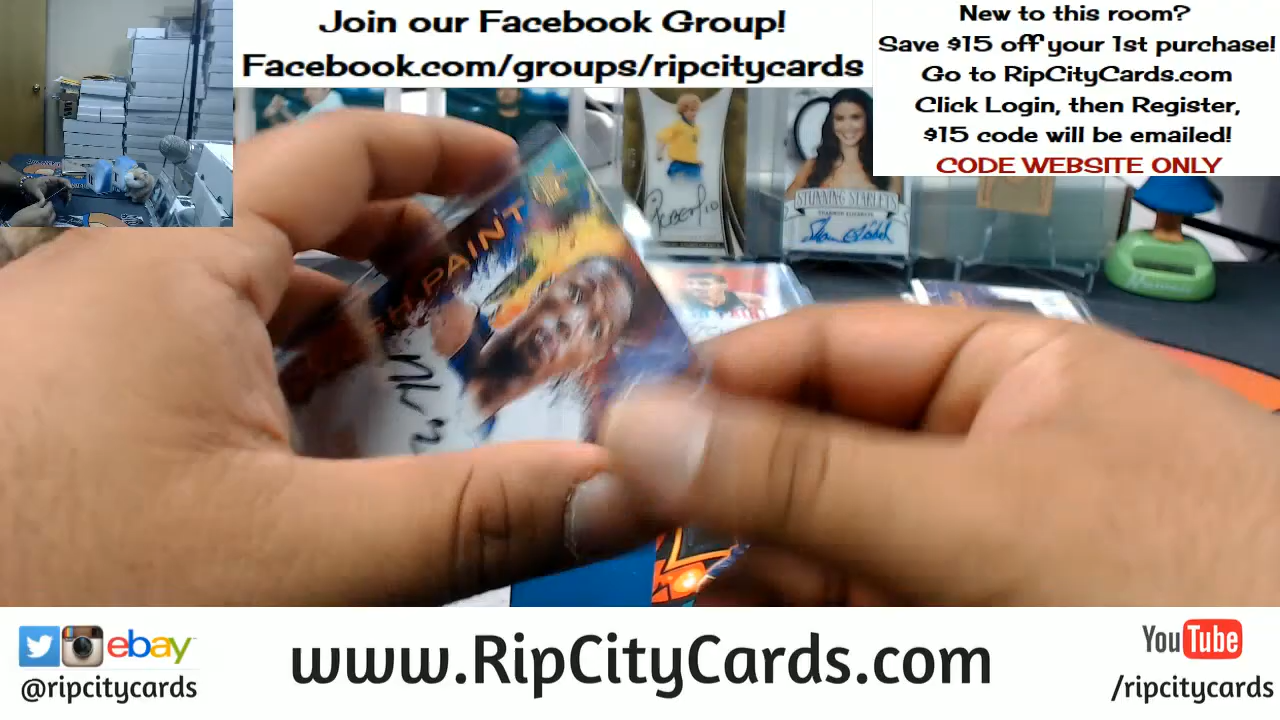 Join our Facebook Group!
Facebook.com/groups/ripcitycards
New to this room?
Save $15 off your 1st purchase!
Go to RipCityCards.com
Click Login, then Register,
$15 code will be emailed!
CODE WEBSITE ONLY
STUNNING STARLETS
SHANNON ELIZABETH
PAINT
ebay
@ripcitycards
www.RipCityCards.com
YouTube
/ripcitycards